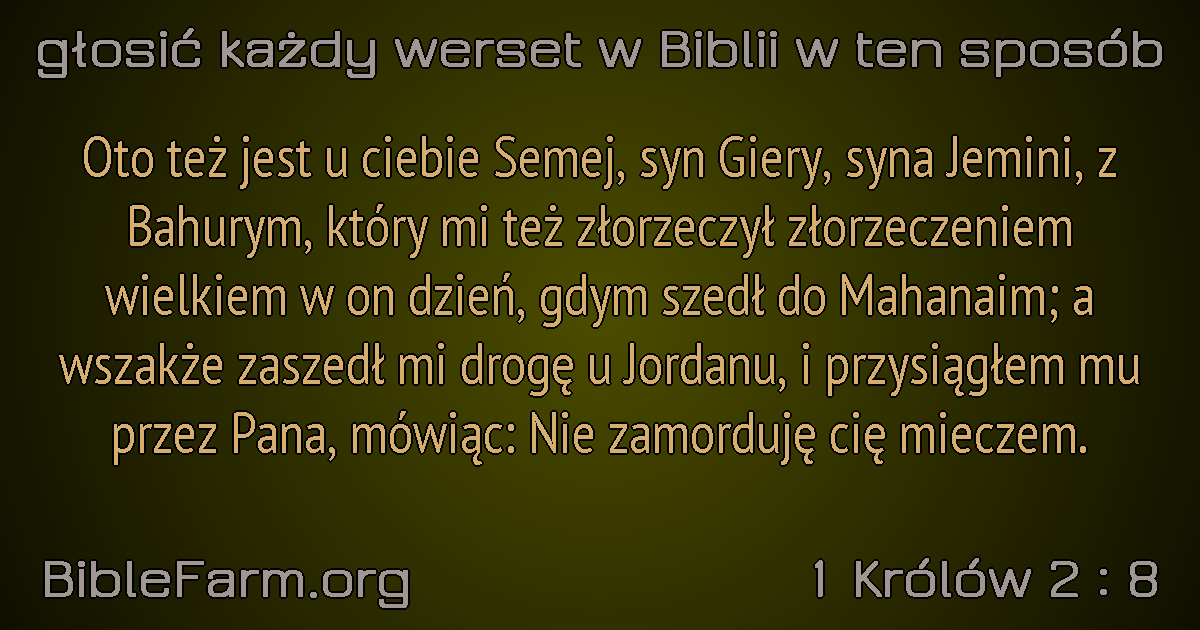 głosić każdy werset w Biblii w ten sposób
Oto też jest u ciebie Semej, syn Giery, syna Jemini, z
Bahurym, który mi też złorzeczył złorzeczeniem
wielkiem w on dzień, gdym szedł do Mahanaim; a
wszakże zaszedł mi drogę u Jordanu, i przysiągłem mu
przez Pana, mówiąc: Nie zamorduję cię mieczem.
BibleFarm.org
1 Królów 2 : 8